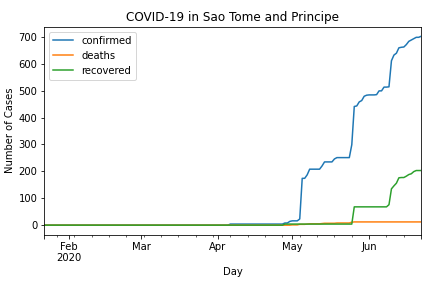 COVID-19 in Sao Tome and Principe
confirmed
deaths
recovered
Number of Cases
700
600
500
400
300
200
100
0
Feb
2020
Mar
Apr
May
Jun
Day